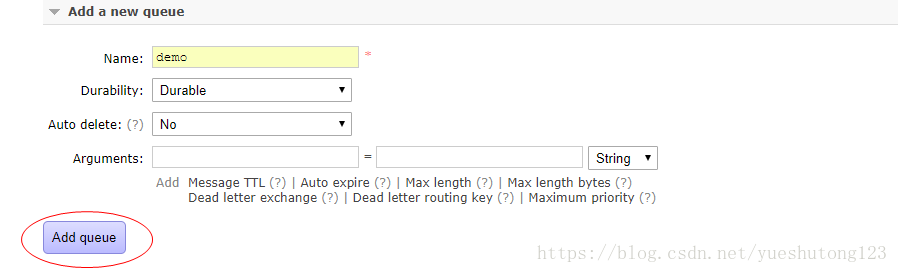 Add a new queue
Name: demo *
Durability: Durable
Auto delete: (?) No
Arguments: = String
Add Message TTL (?) | Auto expire (?) | Max length (?) | Max length bytes (?)
Dead letter exchange (?) | Dead letter routing key (?) | Maximum priority (?)
Add queue
https://blog.csdn.net/yueshutong123